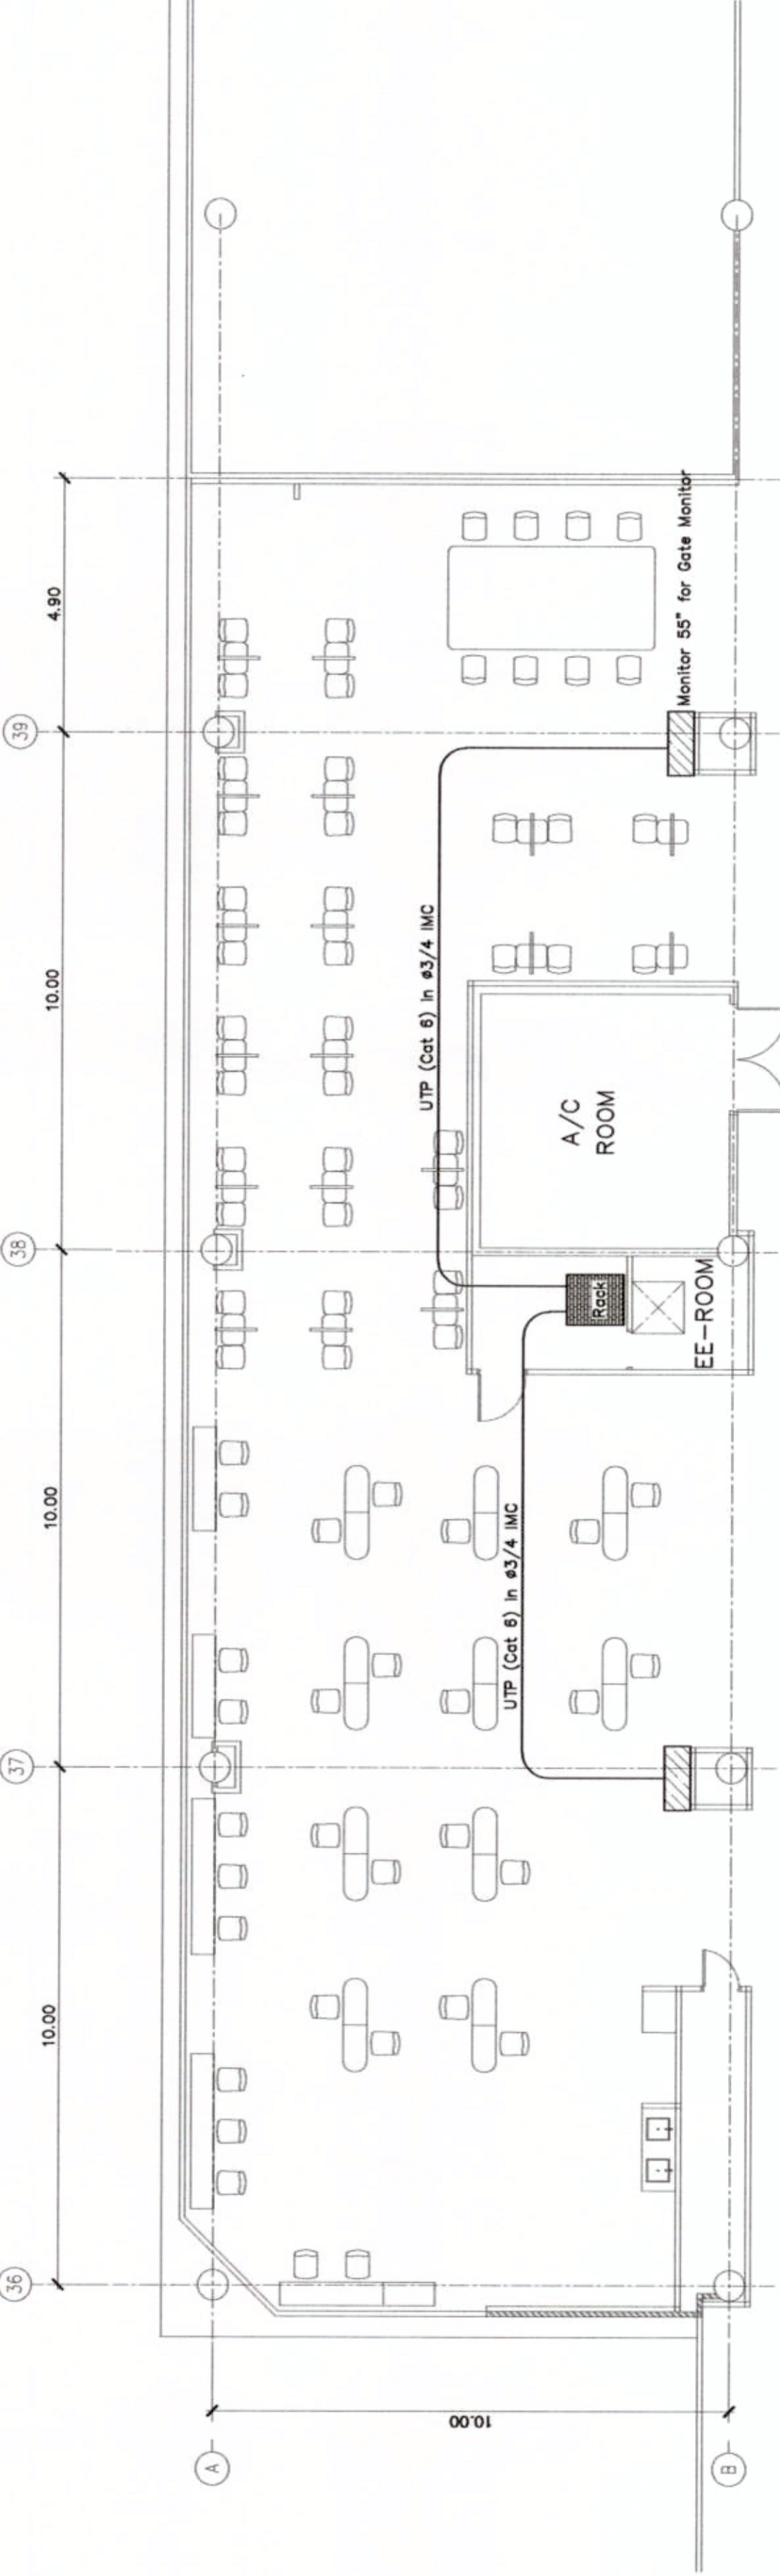 36
37
38
39
10.00
10.00
10.00
4.90
A
B
10.00
UTP (Cat 6) In ø3/4 IMC
UTP (Cat 6) In ø3/4 IMC
Rack
EE-ROOM
A/C
ROOM
Monitor 55" for Gate Monitor